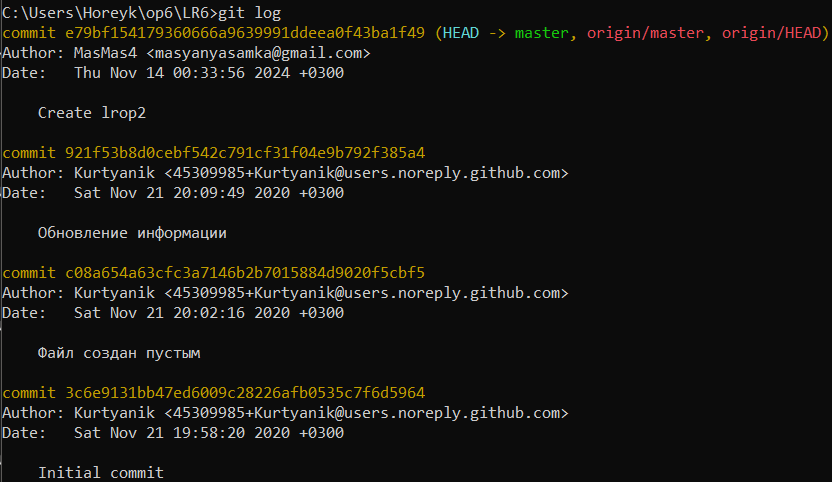 C:\Users\Horeyk\op6\LR6>git log
commit e79bf154179360666a9639991ddeea0f43ba1f49 (HEAD -> master, origin/master, origin/HEAD)
Author: MasMas4 <masyanyasamka@gmail.com>
Date:   Thu Nov 14 00:33:56 2024 +0300
    Create lrop2
commit 921f53b8d0cebf542c791cf31f04e9b792f385a4
Author: Kurtyanik <45309985+Kurtyanik@users.noreply.github.com>
Date:   Sat Nov 21 20:09:49 2020 +0300
    Обновление информации
commit c08a654a63cfc3a7146b2b7015884d9020f5cbf5
Author: Kurtyanik <45309985+Kurtyanik@users.noreply.github.com>
Date:   Sat Nov 21 20:02:16 2020 +0300
    Файл создан пустым
commit 3c6e9131bb47ed6009c28226afb0535c7f6d5964
Author: Kurtyanik <45309985+Kurtyanik@users.noreply.github.com>
Date:   Sat Nov 21 19:58:20 2020 +0300
    Initial commit